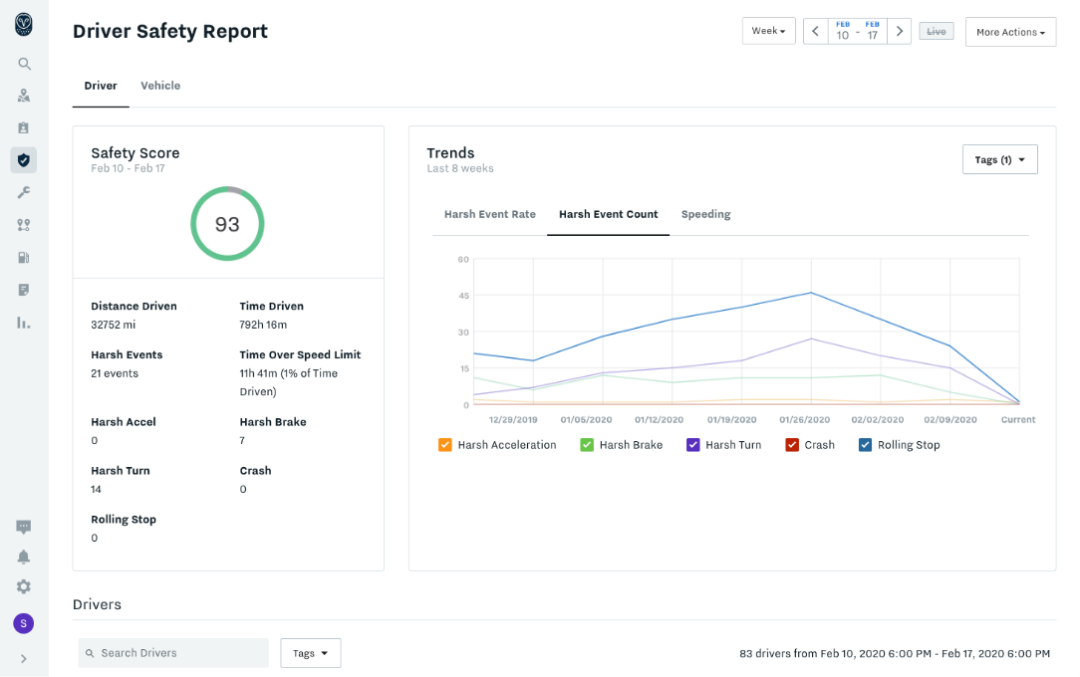 Driver Safety Report
Week
FEB FEB
10 - 17
Live
More Actions
Driver Vehicle
Safety Score
Feb 10 - Feb 17
93
Distance Driven Time Driven
32752 mi 792h 16m
Harsh Events Time Over Speed Limit
21 events 11h 41m (1% of Time
Driven)
Harsh Accel Harsh Brake
0 7
Harsh Turn Crash
14 0
Rolling Stop
0
Trends
Last 8 weeks
Tags (1)
Harsh Event Rate Harsh Event Count Speeding
60
45
30
15
0
12/29/2019 01/05/2020 01/12/2020 01/19/2020 01/26/2020 02/02/2020 02/09/2020 Current
Harsh Acceleration Harsh Brake Harsh Turn Crash Rolling Stop
S
Drivers
Search Drivers Tags 83 drivers from Feb 10, 2020 6:00 PM - Feb 17, 2020 6:00 PM